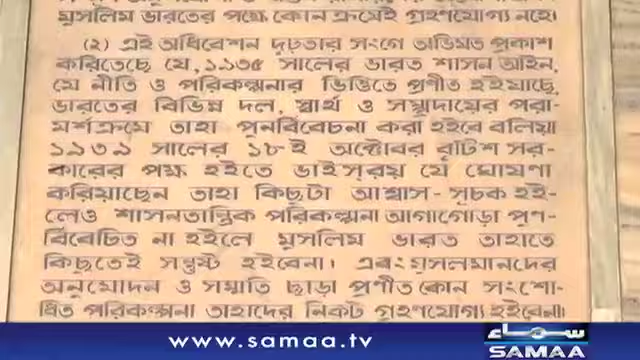 মুসলিম ভারতের পক্ষে কোন ক্রমেই গ্রহণযোগ্য নহে।
(২) এই অধিবেশন দৃঢ়তার সংগে অভিমত প্রকাশ
করিতেছে যে, ১৯৩৫ সালের ভারত শাসন আইন,
যে নীতি ও পরিকল্পনার ভিত্তিতে প্রণীত হইয়াছে,
ভারতের বিভিন্ন দল, স্বার্থ ও সম্প্রদায়ের পরা-
মর্শক্রমে তাহা পুনর্বিবেচনা করা হইবে বলিয়া
১৯৩৯ সালের ১৮ই অক্টোবর বৃটিশ সর-
কারের পক্ষ হইতে ভাইসরয় যে ঘোষণা
করিয়াছেন তাহা কিছুটা আশ্বাস-সূচক হই-
লেও শাসনতান্ত্রিক পরিকল্পনা আগাগোড়া পুণ-
র্বিবেচিত না হইলে মুসলিম ভারত তাহাতে
কিছুতেই সন্তুষ্ট হইবেনা। এবং মুসলমানদের
অনুমোদন ও সম্মতি ছাড়া প্রণীত কোন সংশো-
ধিত পরিকল্পনা তাহাদের নিকট গ্রহণযোগ্য হইবেনা।
www.samaa.tv
سماء
SAMAA